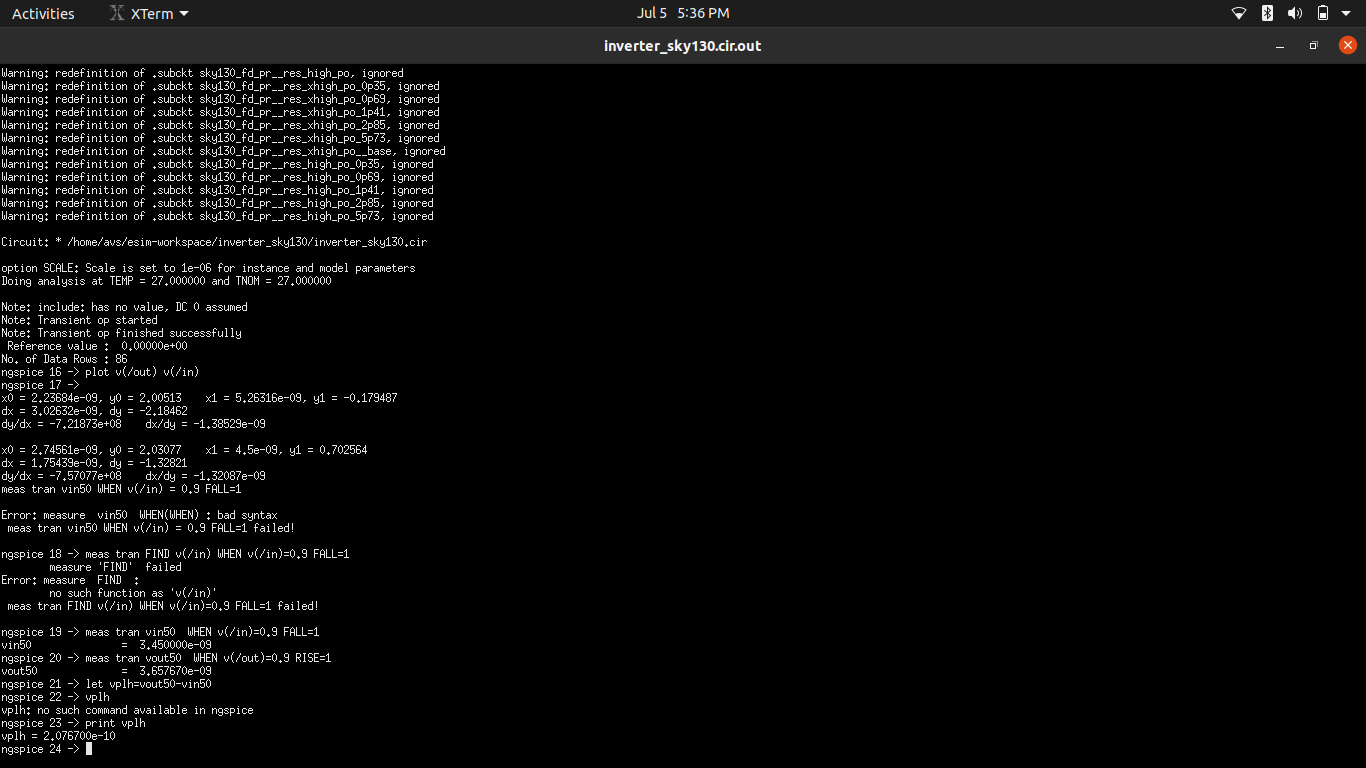 Activities
XTerm
Jul 5 5:36 PM
inverter_sky130.cir.out
Warning: redefinition of .subckt sky130_fd_pr__res_high_po, ignored
Warning: redefinition of .subckt sky130_fd_pr__res_xhigh_po_0p35, ignored
Warning: redefinition of .subckt sky130_fd_pr__res_xhigh_po_0p69, ignored
Warning: redefinition of .subckt sky130_fd_pr__res_xhigh_po_1p41, ignored
Warning: redefinition of .subckt sky130_fd_pr__res_xhigh_po_2p85, ignored
Warning: redefinition of .subckt sky130_fd_pr__res_xhigh_po_5p73, ignored
Warning: redefinition of .subckt sky130_fd_pr__res_xhigh_po__base, ignored
Warning: redefinition of .subckt sky130_fd_pr__res_high_po_0p35, ignored
Warning: redefinition of .subckt sky130_fd_pr__res_high_po_0p69, ignored
Warning: redefinition of .subckt sky130_fd_pr__res_high_po_1p41, ignored
Warning: redefinition of .subckt sky130_fd_pr__res_high_po_2p85, ignored
Warning: redefinition of .subckt sky130_fd_pr__res_high_po_5p73, ignored
Circuit: * /home/avs/esim-workspace/inverter_sky130/inverter_sky130.cir
option SCALE: Scale is set to 1e-06 for instance and model parameters
Doing analysis at TEMP = 27.000000 and TNOM = 27.000000
Note: include: has no value, DC 0 assumed
Note: Transient op started
Note: Transient op finished successfully
Reference value : 0.00000e+00
No. of Data Rows : 86
ngspice 16 -> plot v(/out) v(/in)
ngspice 17 ->
x0 = 2.23684e-09, y0 = 2.00513 x1 = 5.26316e-09, y1 = -0.179487
dx = 3.02632e-09, dy = -2.18462
dy/dx = -7.21873e+08 dx/dy = -1.38529e-09
x0 = 2.74561e-09, y0 = 2.03077 x1 = 4.5e-09, y1 = 0.702564
dx = 1.75439e-09, dy = -1.32821
dy/dx = -7.57077e+08 dx/dy = -1.32087e-09
meas tran vin50 WHEN v(/in) = 0.9 FALL=1
Error: measure vin50 WHEN(WHEN) : bad syntax
meas tran vin50 WHEN v(/in) = 0.9 FALL=1 failed!
ngspice 18 -> meas tran FIND v(/in) WHEN v(/in)=0.9 FALL=1
measure 'FIND' failed
Error: measure FIND :
no such function as 'v(/in)'
meas tran FIND v(/in) WHEN v(/in)=0.9 FALL=1 failed!
ngspice 19 -> meas tran vin50 WHEN v(/in)=0.9 FALL=1
vin50 = 3.450000e-09
ngspice 20 -> meas tran vout50 WHEN v(/out)=0.9 RISE=1
vout50 = 3.657670e-09
ngspice 21 -> let vplh=vout50-vin50
ngspice 22 -> vplh
vplh: no such command available in ngspice
ngspice 23 -> print vplh
vplh = 2.076700e-10
ngspice 24 ->